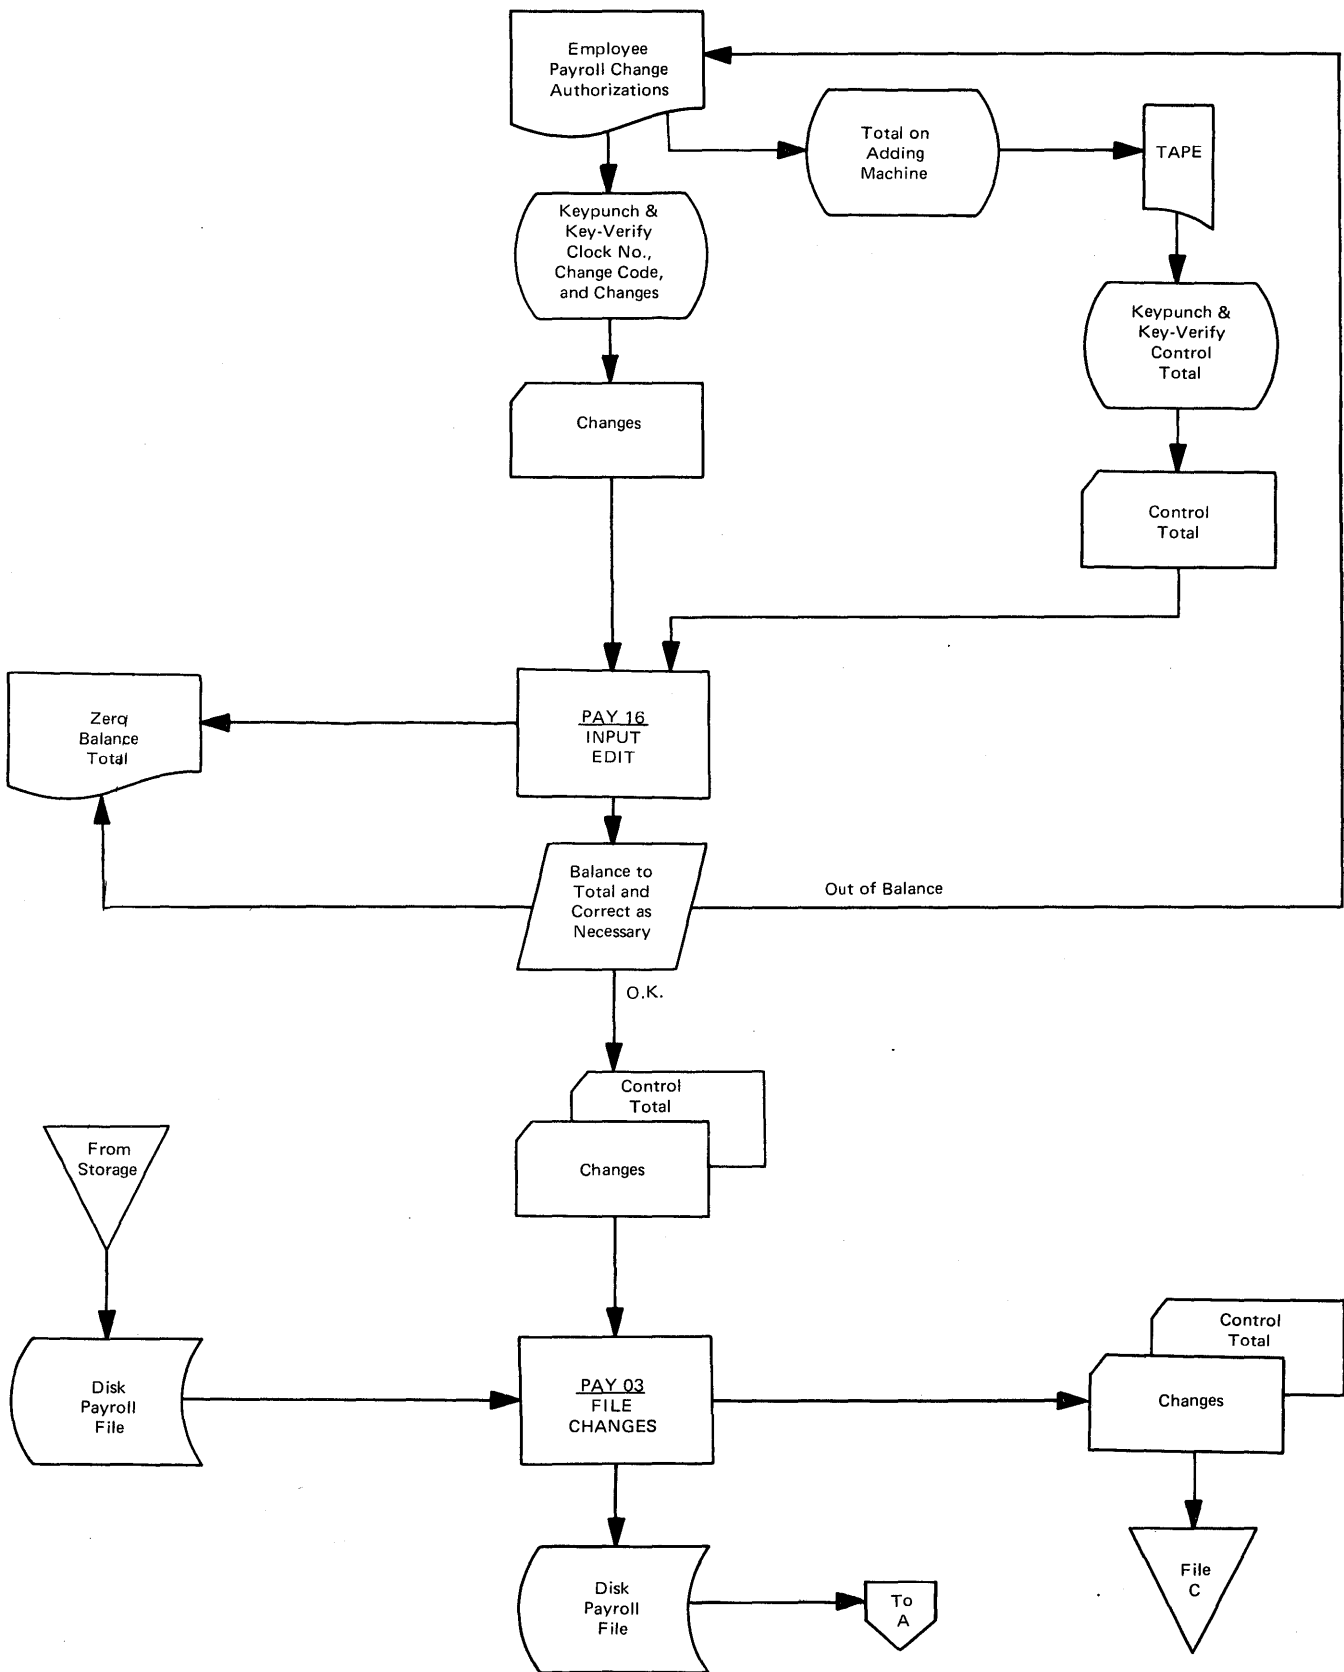 Employee
Payroll Change
Authorizations
Total on
Adding
Machine
TAPE
Keypunch &
Key-Verify
Clock No.,
Change Code,
and Changes
Keypunch &
Key-Verify
Control
Total
Changes
Control
Total
Zero
Balance
Total
PAY 16
INPUT
EDIT
Balance to
Total and
Correct as
Necessary
Out of Balance
O.K.
Control
Total
Changes
From
Storage
Disk
Payroll
File
PAY 03
FILE
CHANGES
Control
Total
Changes
File
C
Disk
Payroll
File
To
A